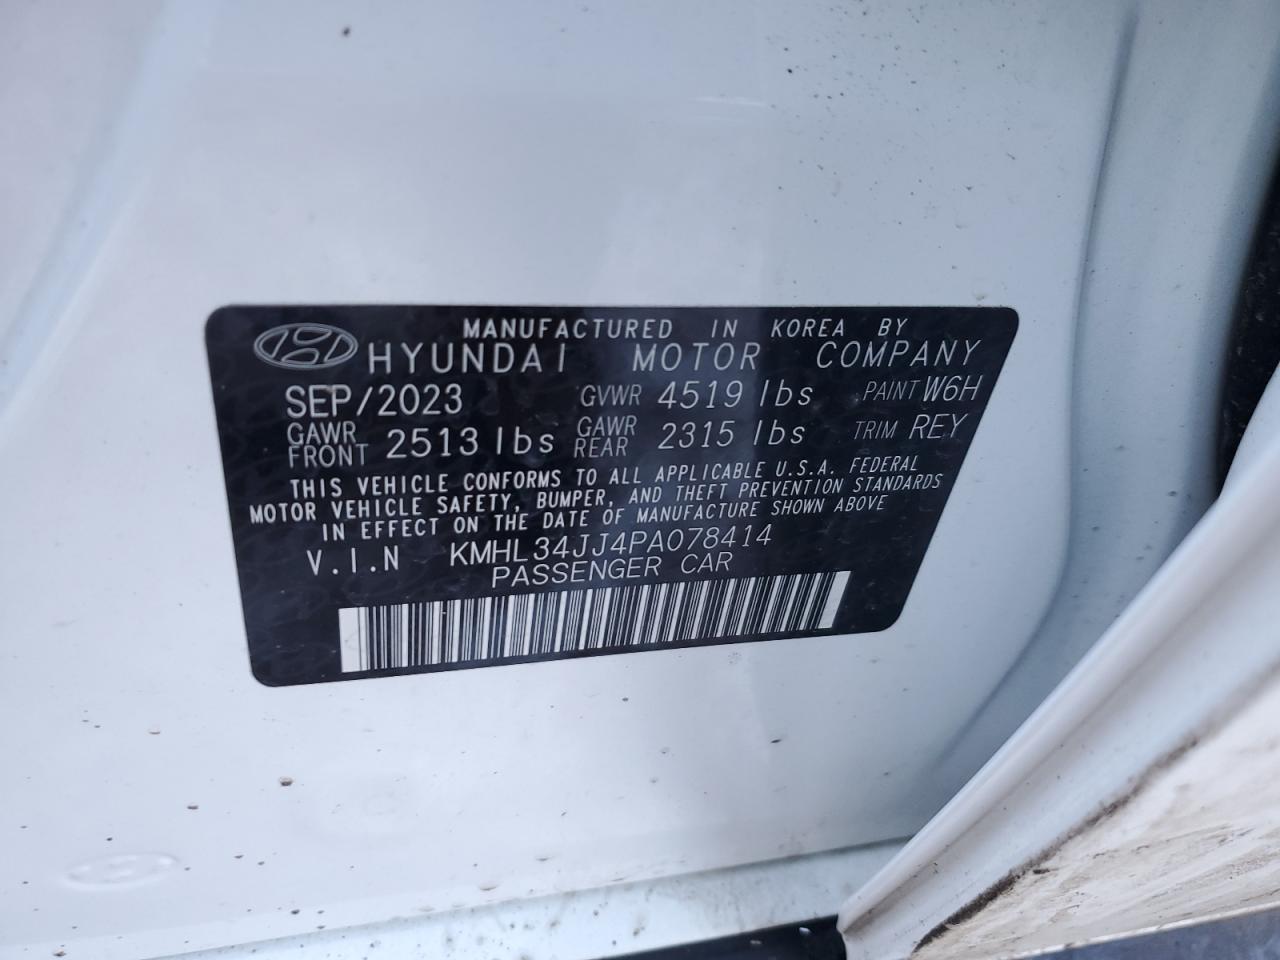 MANUFACTURED IN KOREA BY
HYUNDAI MOTOR COMPANY
SEP/2023 GVWR 4519 lbs PAINT W6H
GAWR FRONT 2513 lbs GAWR REAR 2315 lbs TRIM REY
THIS VEHICLE CONFORMS TO ALL APPLICABLE U.S.A. FEDERAL
MOTOR VEHICLE SAFETY, BUMPER, AND THEFT PREVENTION STANDARDS
IN EFFECT ON THE DATE OF MANUFACTURE SHOWN ABOVE
V.I.N KMHL34JJ4PA078414
PASSENGER CAR